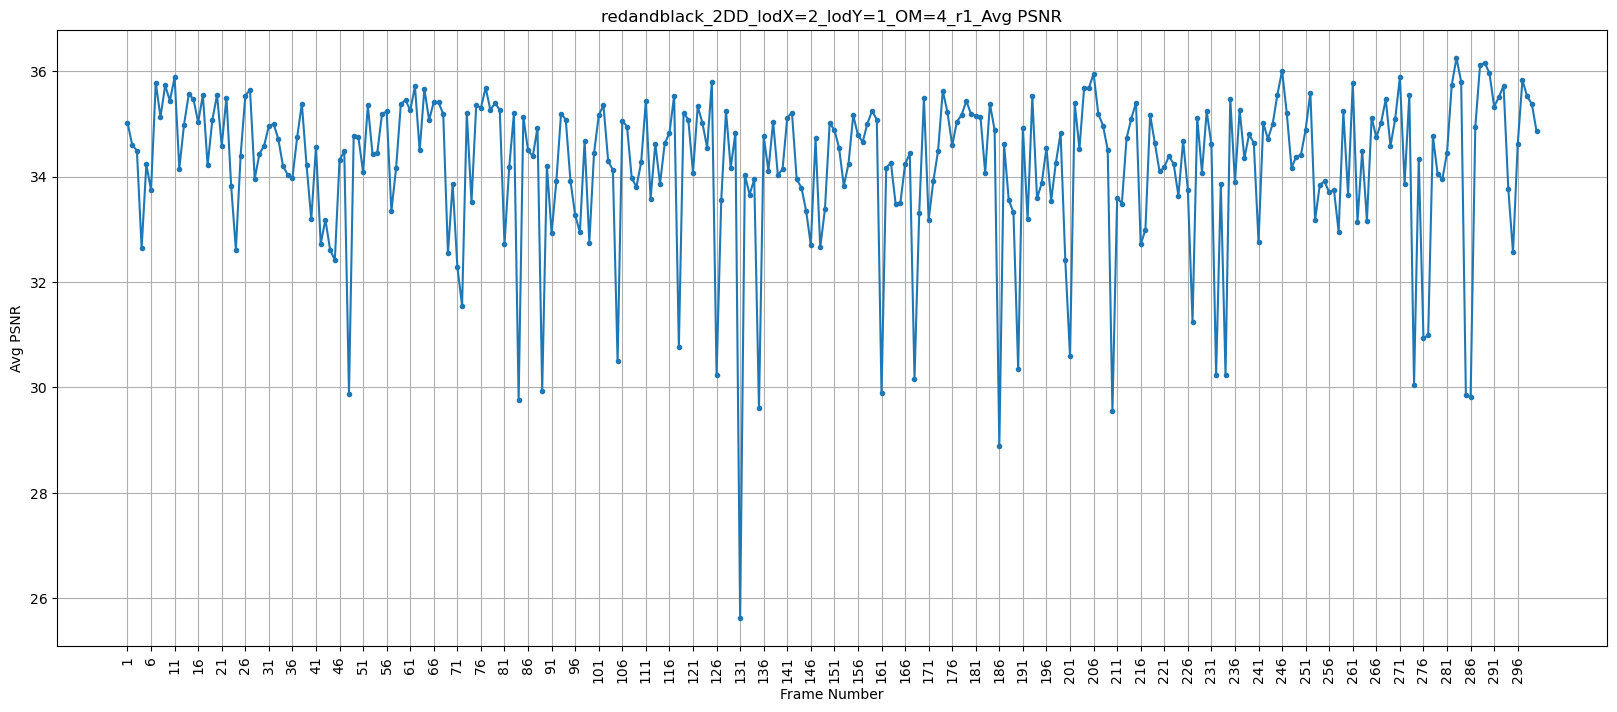 redandblack_2DD_lodX=2_lodY=1_OM=4_r1_Avg PSNR
36
34
32
30
28
26
Avg PSNR
1 6 11 16 21 26 31 36 41 46 51 56 61 66 71 76 81 86 91 96 101 106 111 116 121 126 131 136 141 146 151 156 161 166 171 176 181 186 191 196 201 206 211 216 221 226 231 236 241 246 251 256 261 266 271 276 281 286 291 296
Frame Number